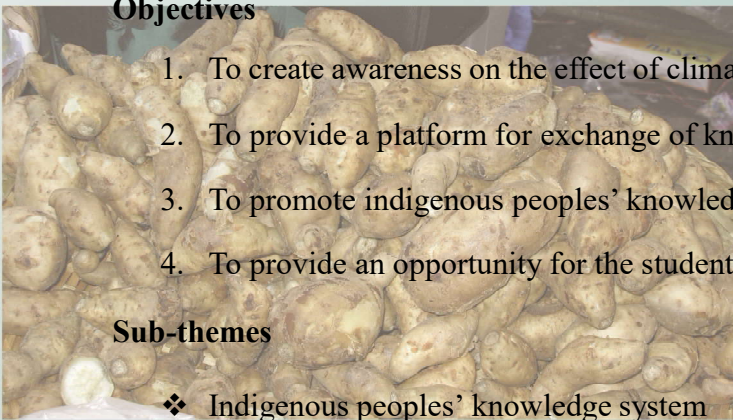 Objectives
1. To create awareness on the effect of clima
2. To provide a platform for exchange of kn
3. To promote indigenous peoples’ knowled
4. To provide an opportunity for the student
Sub-themes
❖ Indigenous peoples’ knowledge system